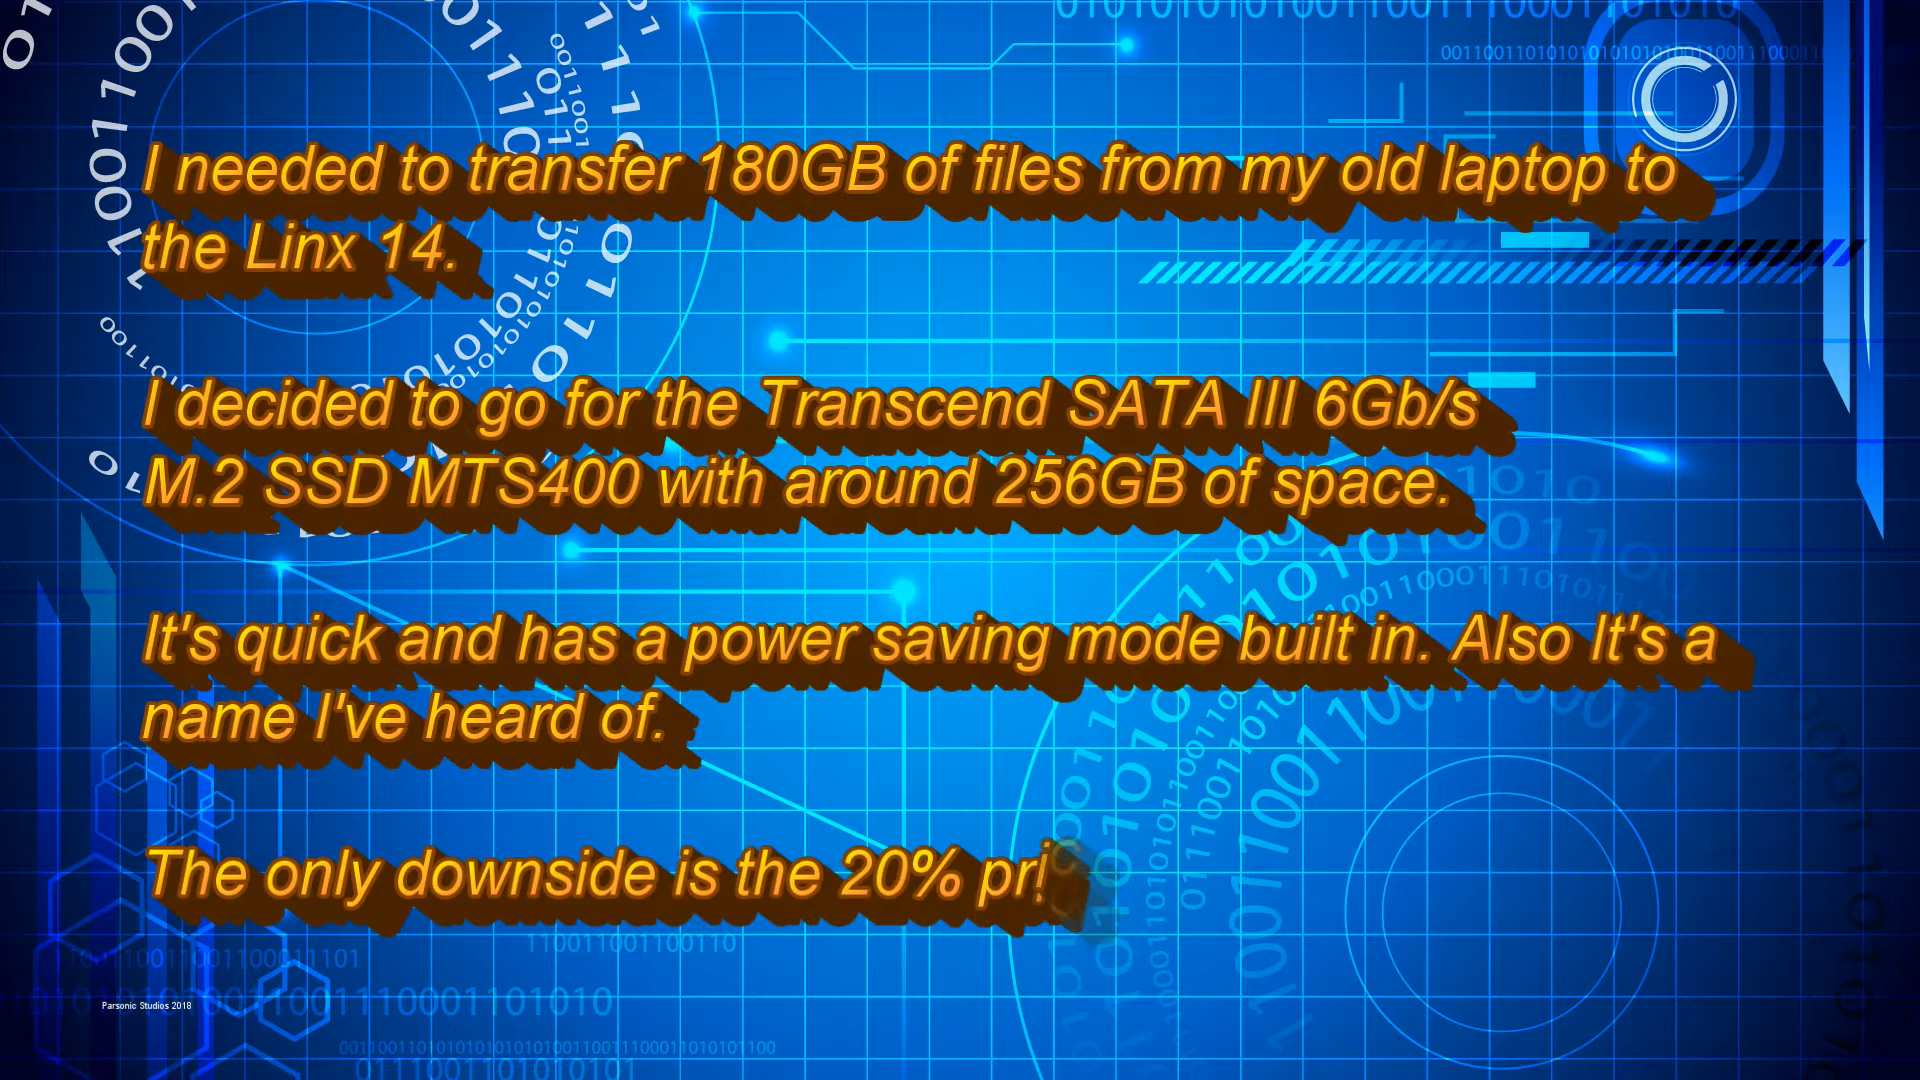 I needed to transfer 180GB of files from my old laptop to
the Linx 14.
I decided to go for the Transcend SATA III 6Gb/s
M.2 SSD MTS400 with around 256GB of space.
It's quick and has a power saving mode built in. Also It's a
name I've heard of.
The only downside is the 20%
Parsonic Studios 2018